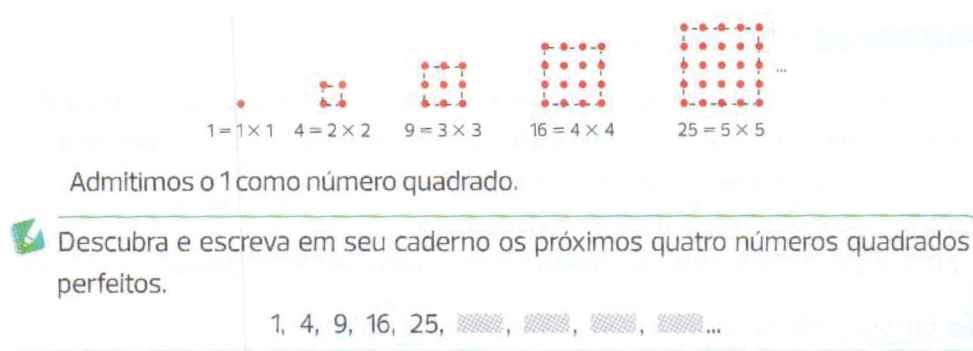 ...
1 = 1 × 1 4 = 2 × 2 9 = 3 × 3 16 = 4 × 4 25 = 5 × 5
Admitimos o 1 como número quadrado.
Descubra e escreva em seu caderno os próximos quatro números quadrados
perfeitos.
1, 4, 9, 16, 25, , , , ...